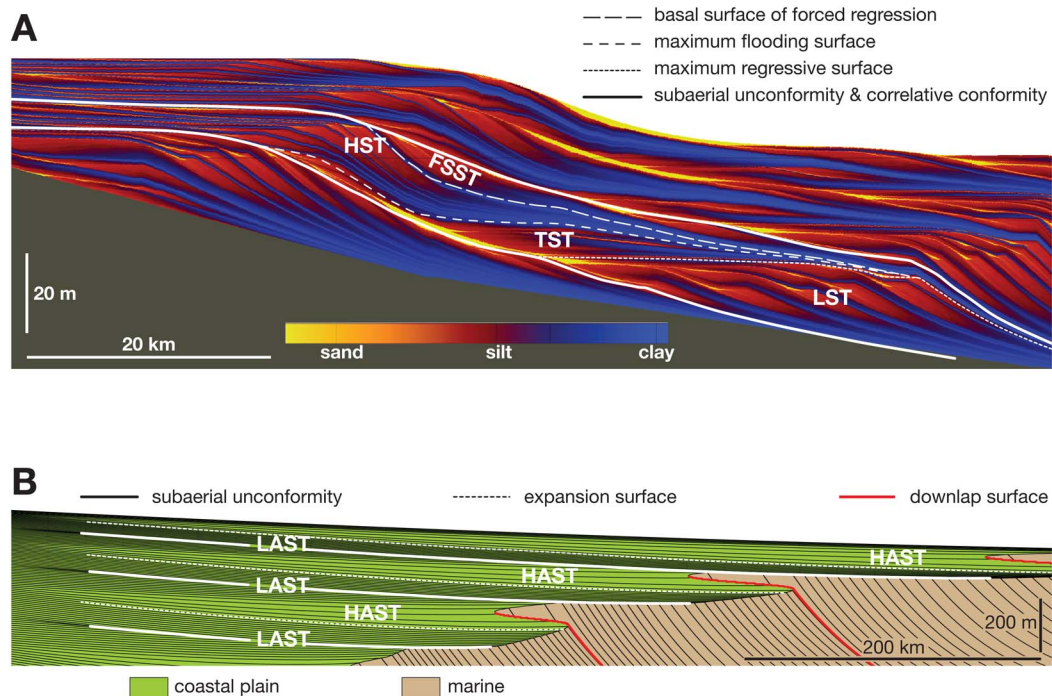 A
basal surface of forced regression
maximum flooding surface
maximum regressive surface
subaerial unconformity & correlative conformity
HST
FSST
TST
LST
20 m
20 km
sand silt clay
B
subaerial unconformity expansion surface downlap surface
LAST
HAST
LAST
HAST
HAST
LAST
200 m
200 km
coastal plain marine